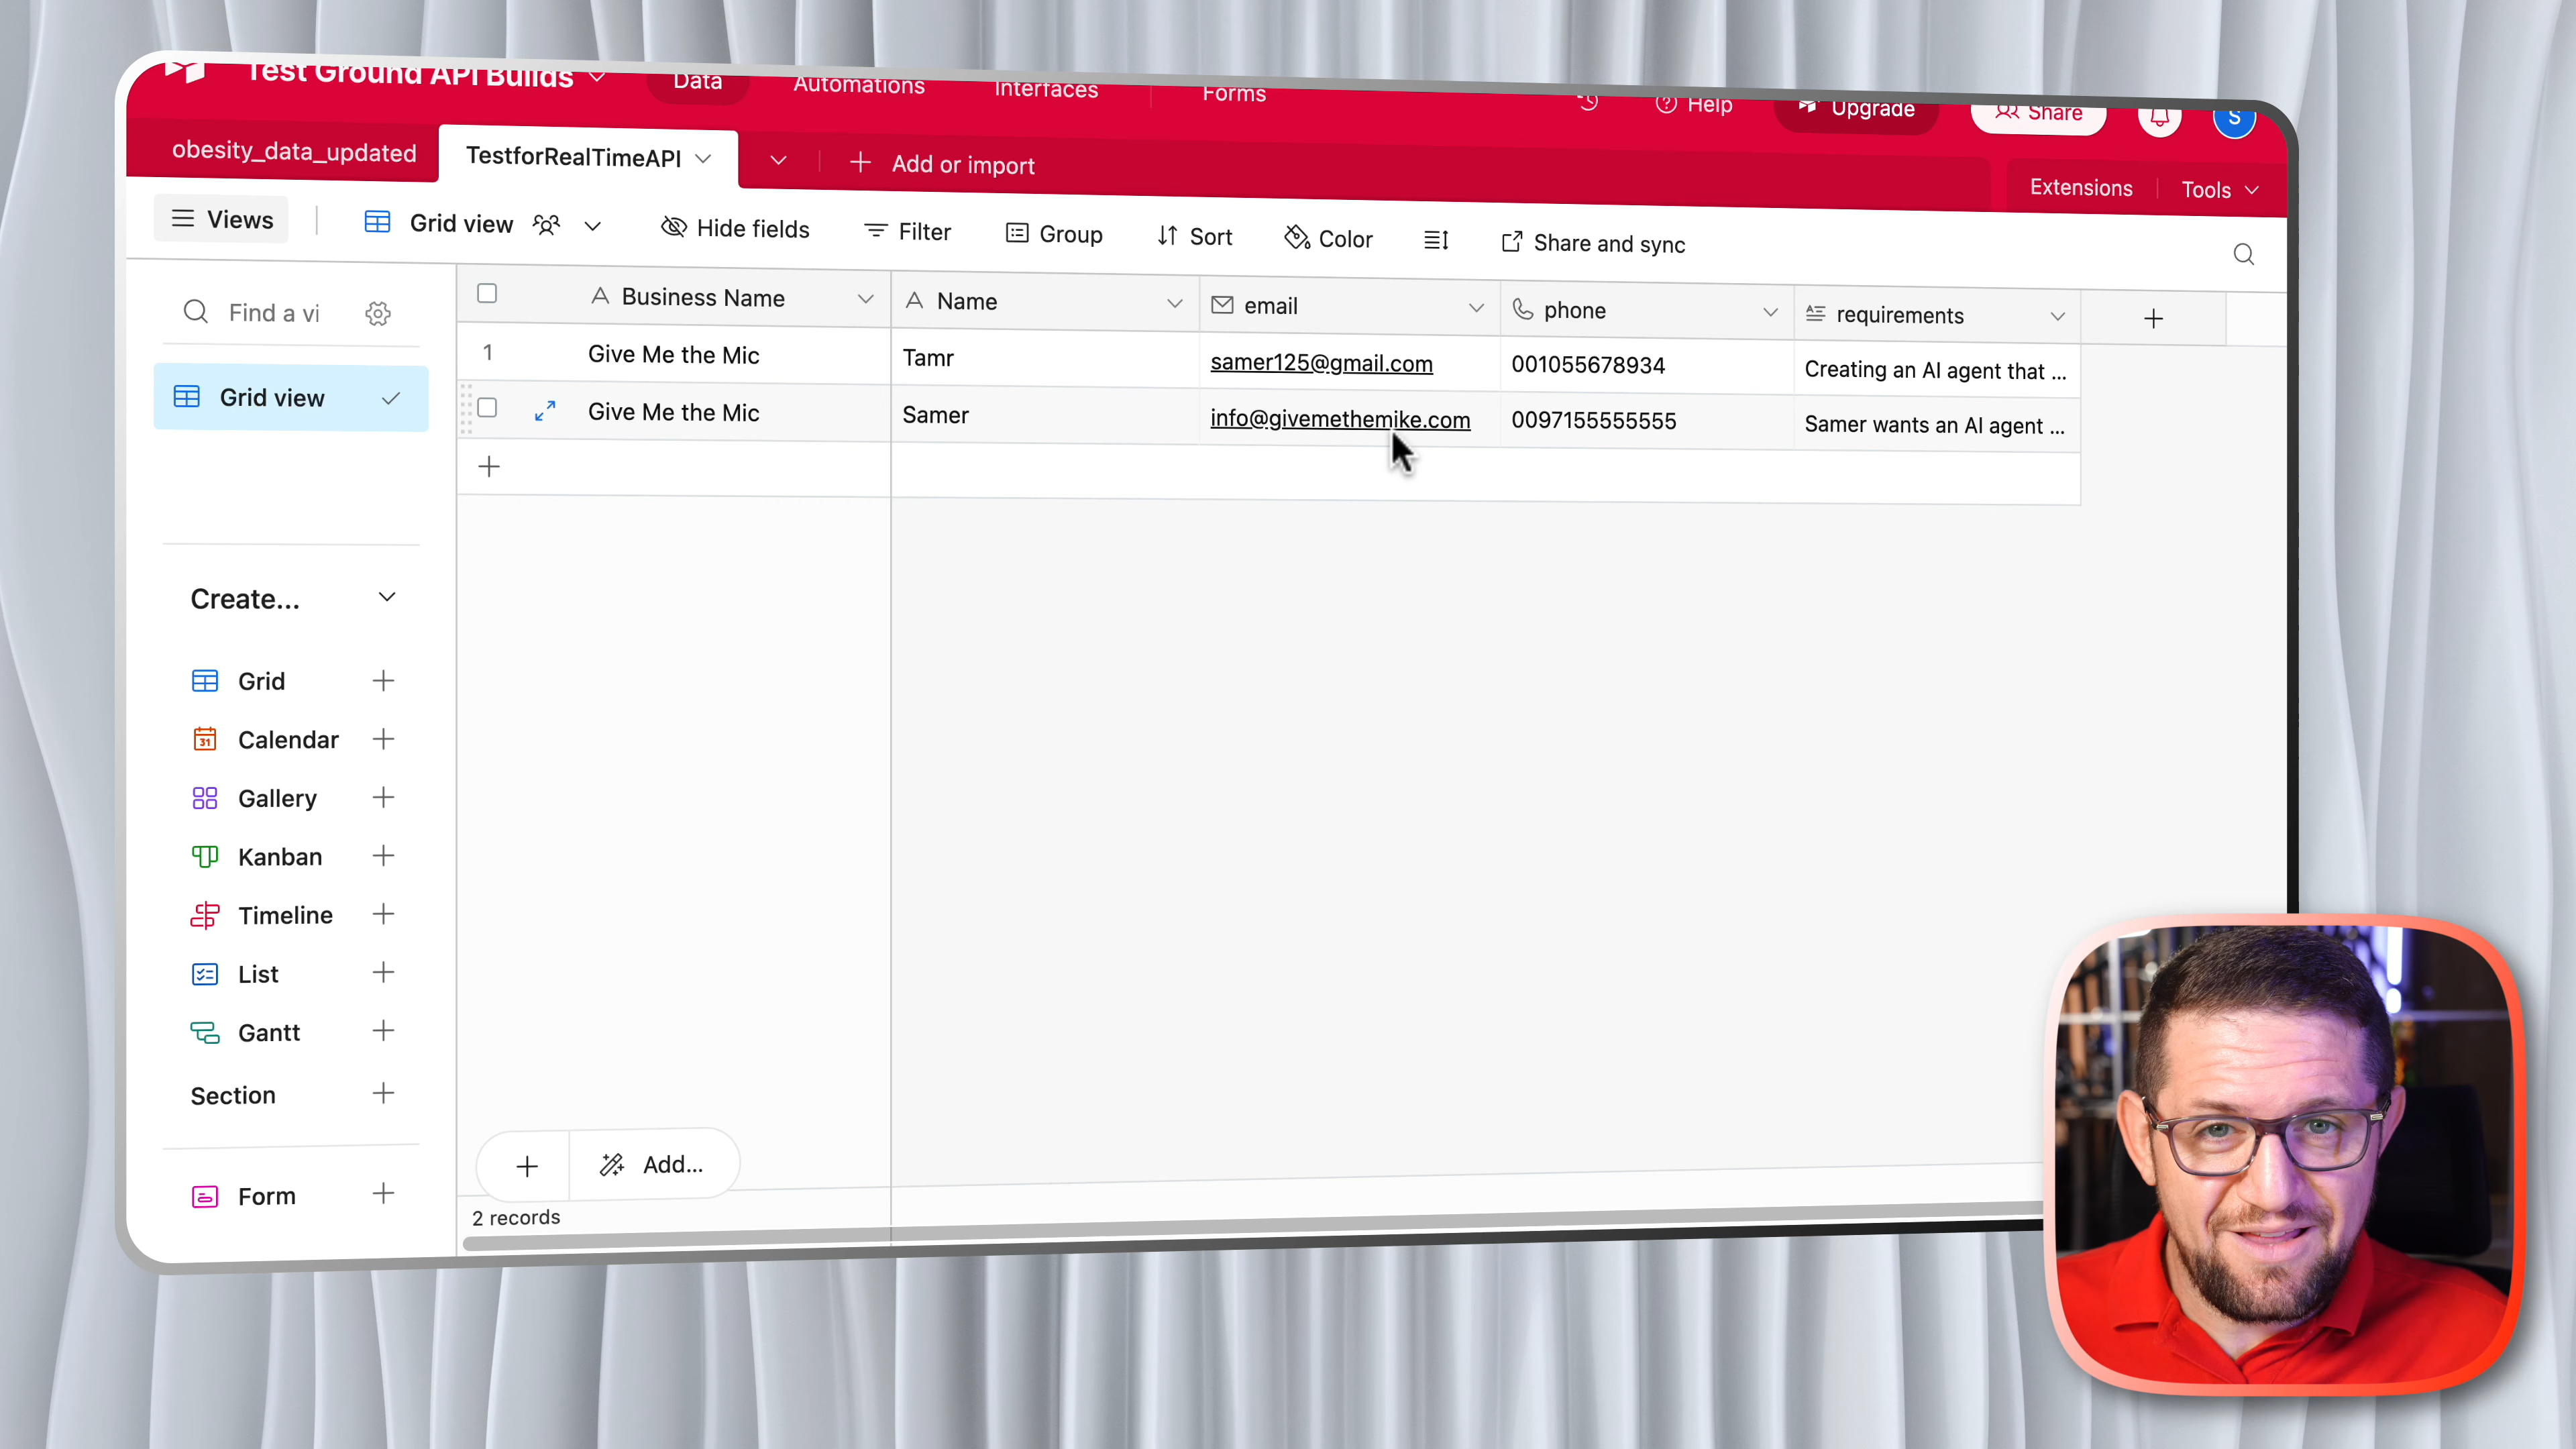 Test Ground API Builds Data Automations Interfaces Forms Help Upgrade Share S
obesity_data_updated TestforRealTimeAPI Add or import Extensions Tools
Views Grid view Hide fields Filter Group Sort Color Share and sync
Find a vi
Grid view
Business Name Name email phone requirements
1 Give Me the Mic Tamr samer125@gmail.com 001055678934 Creating an AI agent that ...
Give Me the Mic Samer info@givemethemike.com 0097155555555 Samer wants an AI agent ...
Create...
Grid
31 Calendar
Gallery
Kanban
Timeline
List
Gantt
Section
Form
Add...
2 records